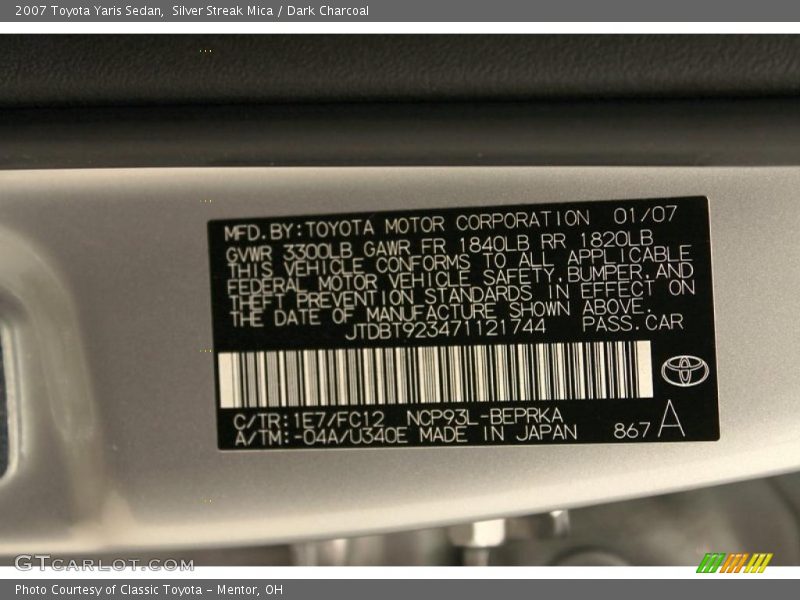 2007 Toyota Yaris Sedan,  Silver Streak Mica / Dark Charcoal
MFD. BY: TOYOTA MOTOR CORPORATION 01/07
GVWR 3300LB GAWR FR 1840LB RR 1820LB
THIS VEHICLE CONFORMS TO ALL APPLICABLE
FEDERAL MOTOR VEHICLE SAFETY, BUMPER, AND
THEFT PREVENTION STANDARDS IN EFFECT ON
THE DATE OF MANUFACTURE SHOWN ABOVE.
JTDBT923471121744 PASS. CAR
C/TR: 1E7/FC12 NCP93L-BEPRKA
A/TM: -04A/U340E MADE IN JAPAN 867 A
GTCARLOT.COM
Photo Courtesy of Classic Toyota - Mentor, OH